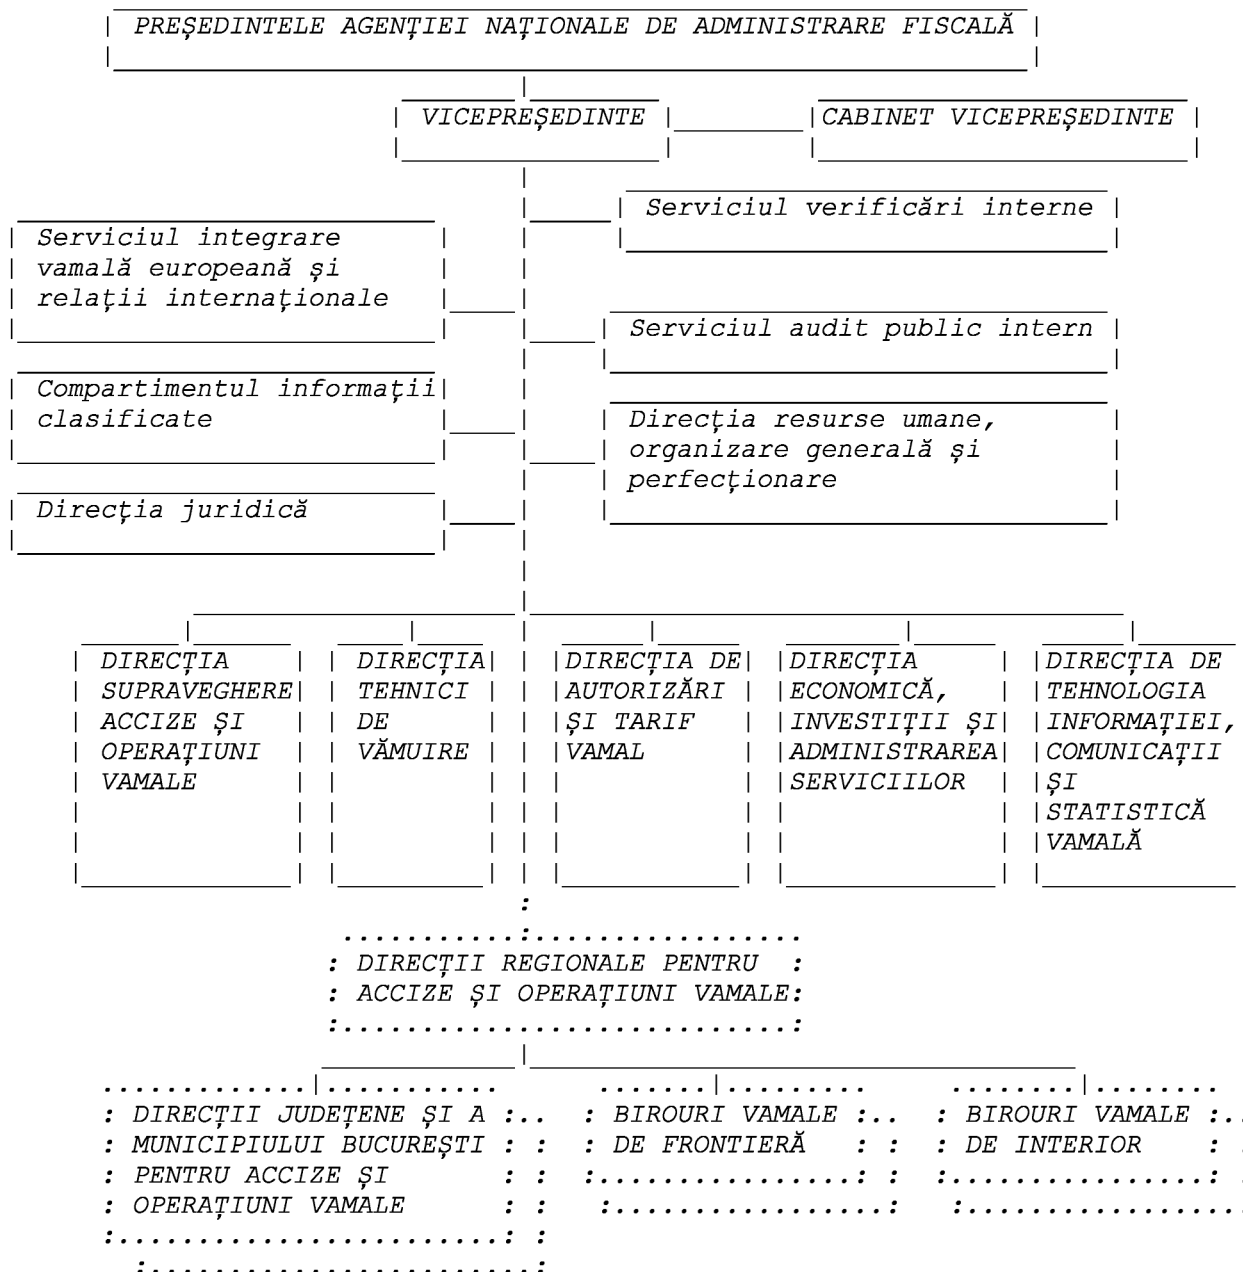 PREȘEDINTELE AGENȚIEI NAȚIONALE DE ADMINISTRARE FISCALĂ
VICEPREȘEDINTE
CABINET VICEPREȘEDINTE
Serviciul verificări interne
Serviciul integrare
vamală europeană și
relații internaționale
Serviciul audit public intern
Compartimentul informații
clasificate
Direcția resurse umane,
organizare generală și
perfecționare
Direcția juridică
DIRECȚIA
SUPRAVEGHERE
ACCIZE ȘI
OPERAȚIUNI
VAMALE
DIRECȚIA
TEHNICI
DE
VĂMUIRE
DIRECȚIA DE
AUTORIZĂRI
ȘI TARIF
VAMAL
DIRECȚIA
ECONOMICĂ,
INVESTIȚII ȘI
ADMINISTRAREA
SERVICIILOR
DIRECȚIA DE
TEHNOLOGIA
INFORMAȚIEI,
COMUNICAȚII
ȘI
STATISTICĂ
VAMALĂ
DIRECȚII REGIONALE PENTRU
ACCIZE ȘI OPERAȚIUNI VAMALE
DIRECȚII JUDEȚENE ȘI A
MUNICIPIULUI BUCUREȘTI
PENTRU ACCIZE ȘI
OPERAȚIUNI VAMALE
BIROURI VAMALE
DE FRONTIERĂ
BIROURI VAMALE
DE INTERIOR